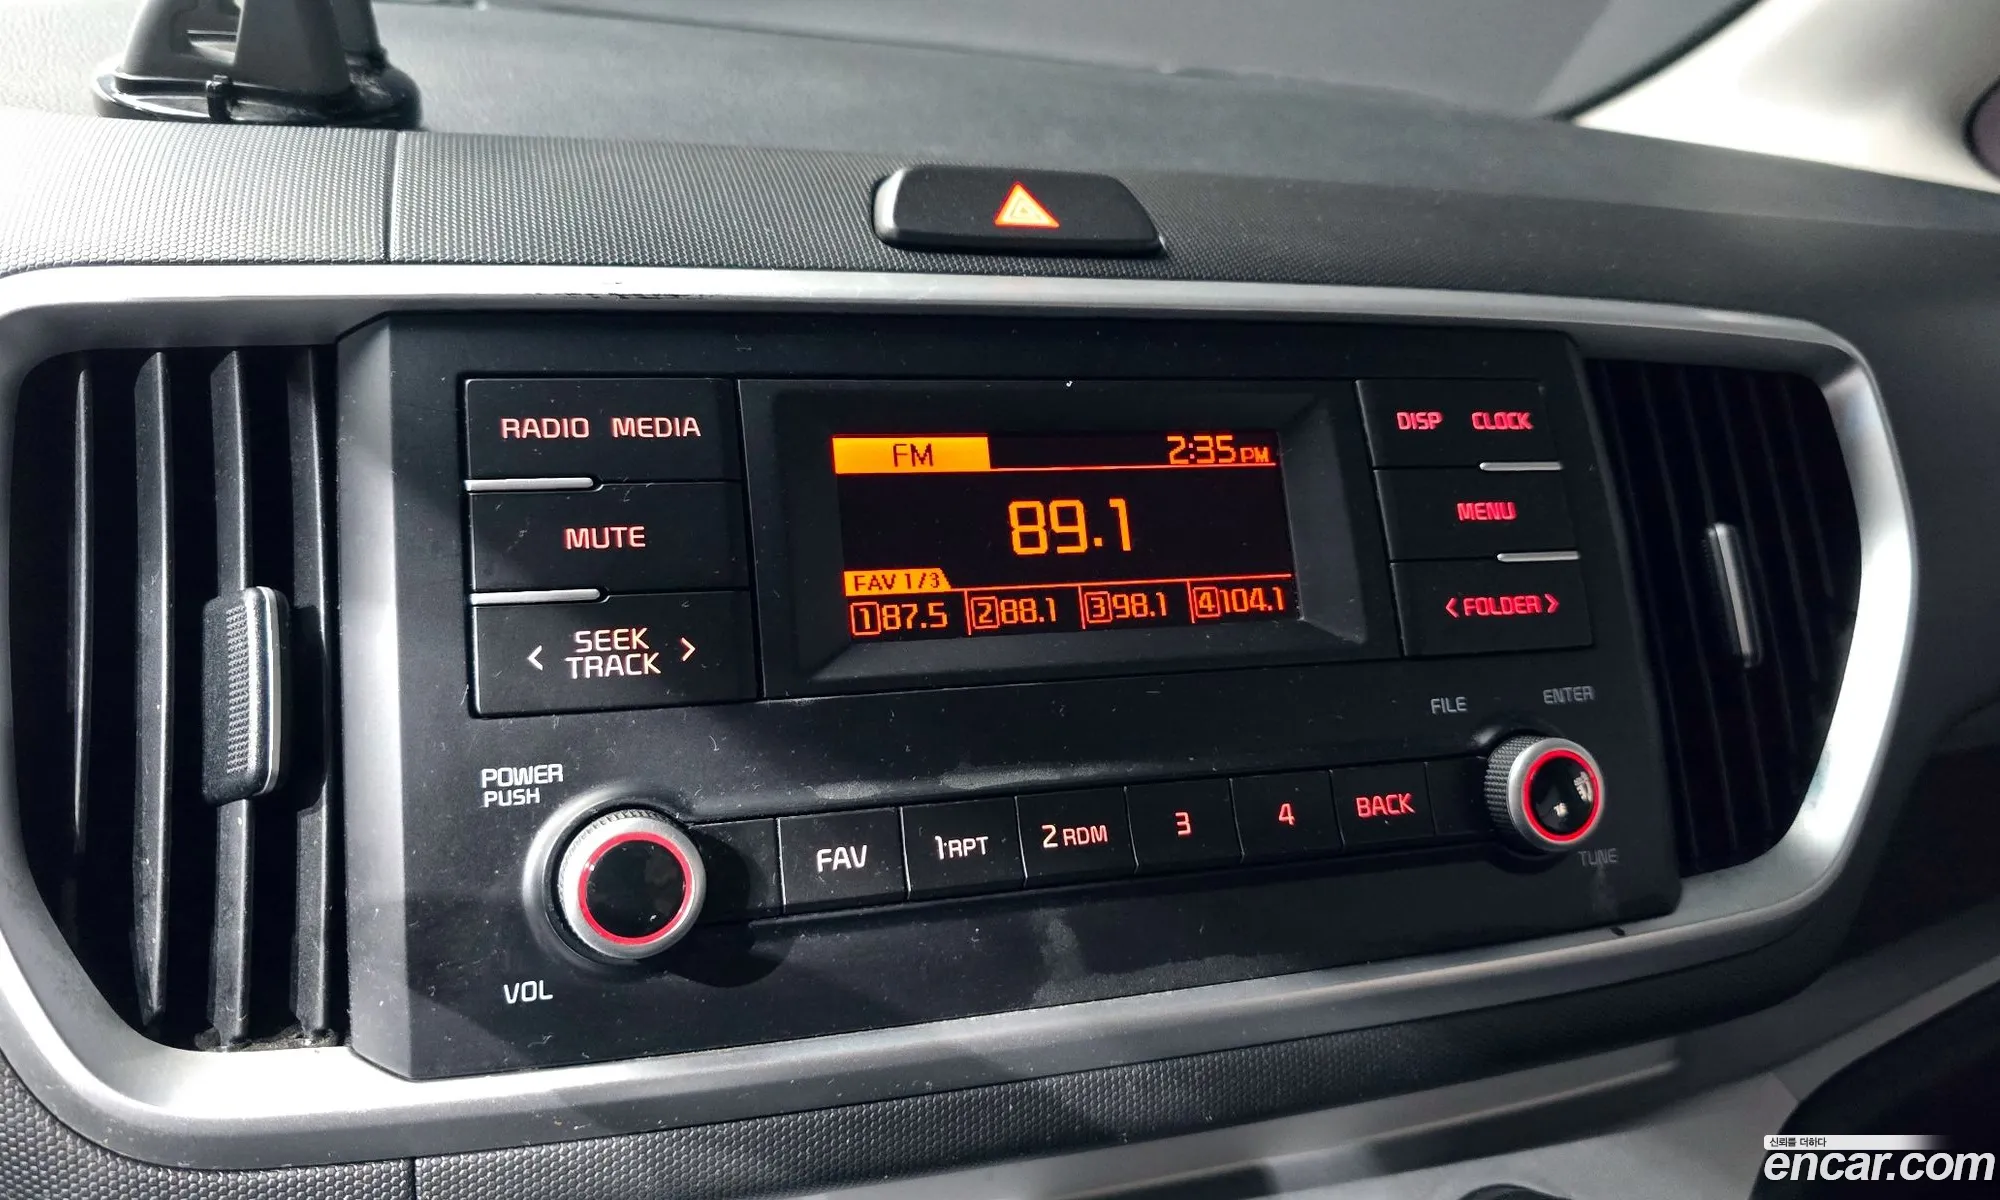 RADIO MEDIA
MUTE
< SEEK TRACK >
FM 2:35 PM
89.1
FAV 1/3
1 87.5 2 88.1 3 98.1 4 104.1
DISP CLOCK
MENU
< FOLDER >
POWER
PUSH
VOL
FAV 1 RPT 2 RDM 3 4 BACK
FILE
ENTER
TUNE
신뢰를 더하다
encar.com